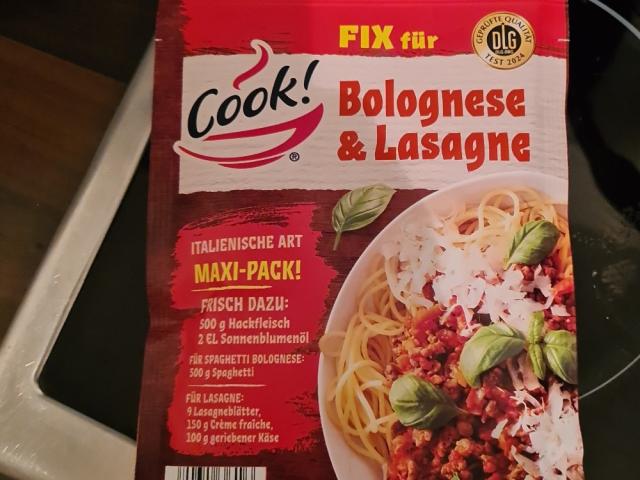 FIX für
GEPRÜFTE QUALITÄT
DLG
TEST 2024
Cook!
®
Bolognese
& Lasagne
ITALIENISCHE ART
MAXI-PACK!
FRISCH DAZU:
500 g Hackfleisch
2 EL Sonnenblumenöl
FÜR SPAGHETTI BOLOGNESE:
500 g Spaghetti
FÜR LASAGNE:
9 Lasagneblätter,
150 g Crème fraîche,
100 g geriebener Käse